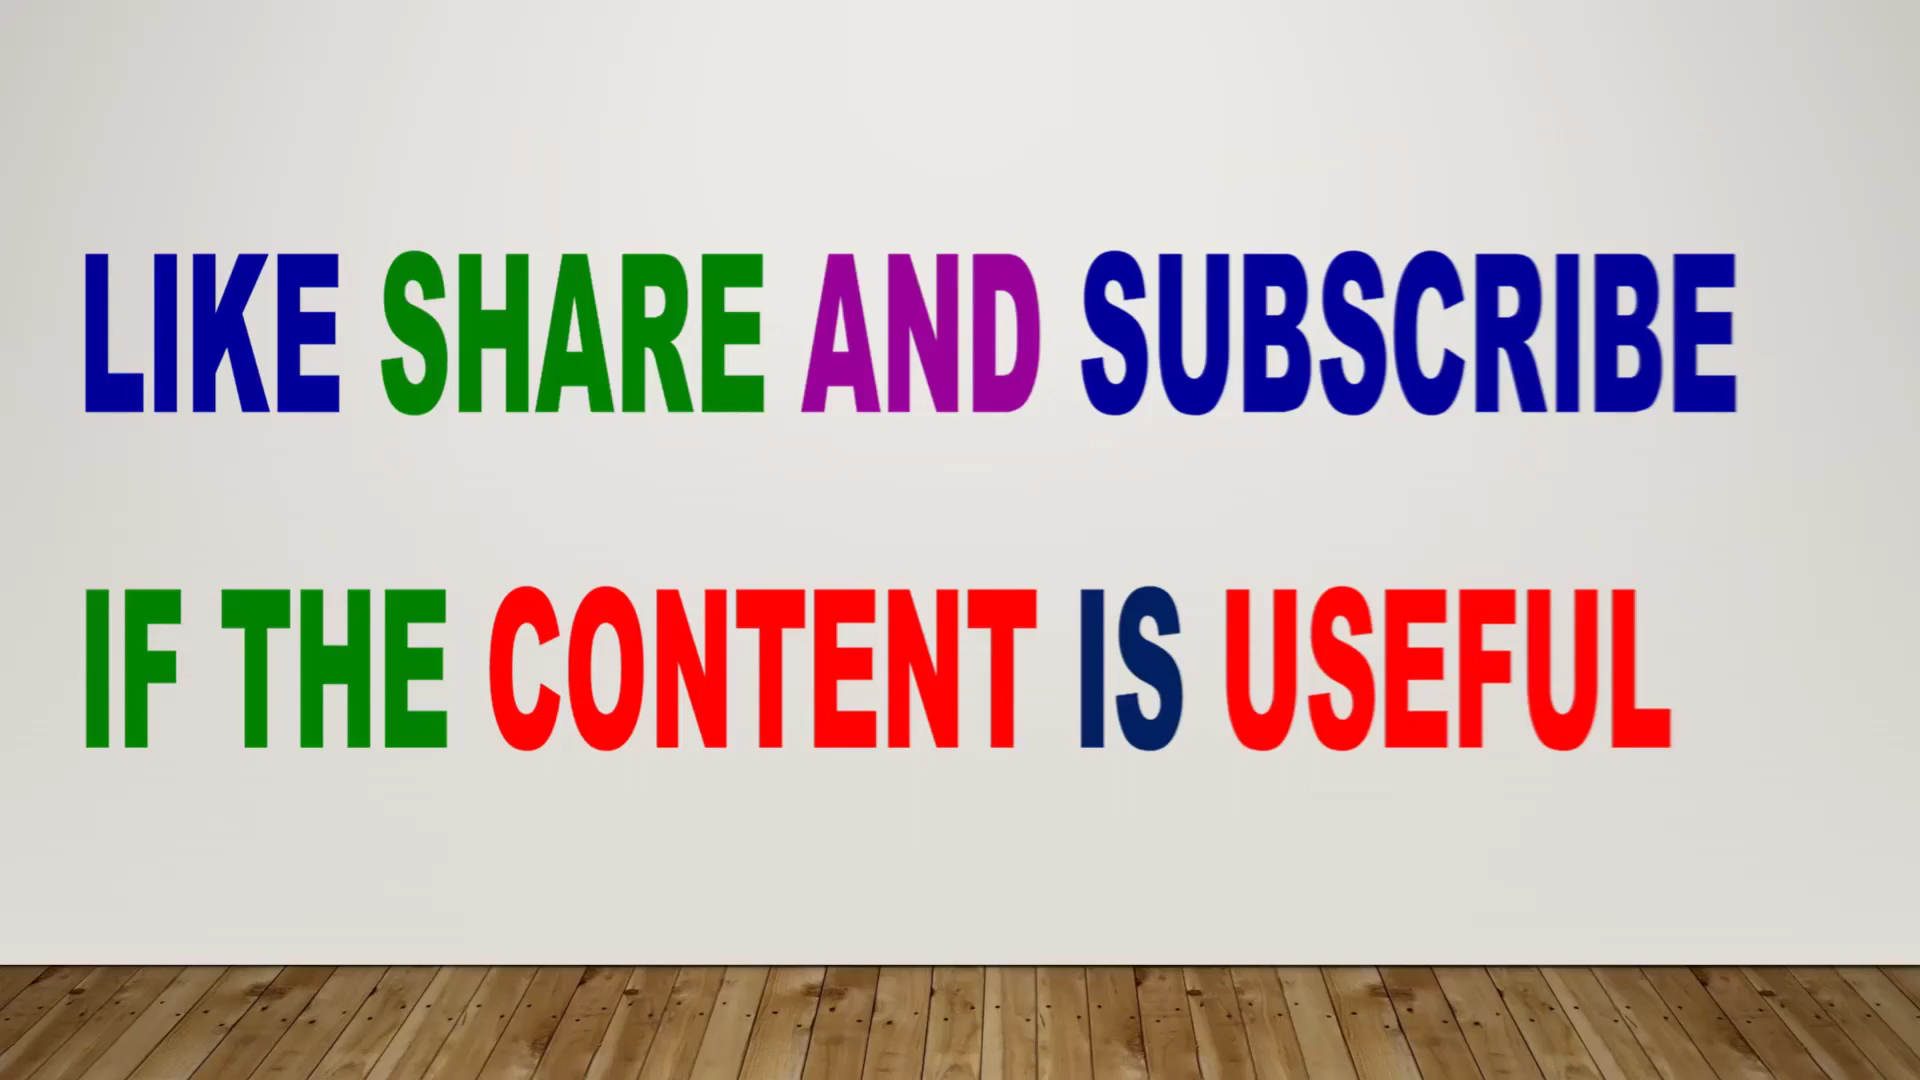 LIKE SHARE AND SUBSCRIBE
IF THE CONTENT IS USEFUL